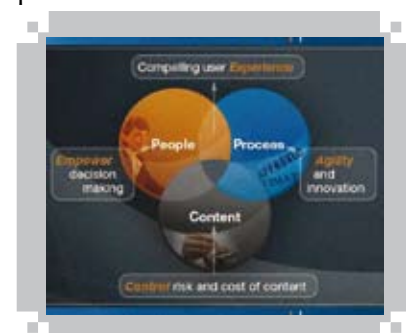 Compelling user Experience
People
Process
Empower
decision
making
Agility
and
innovation
Content
Control risk and cost of content